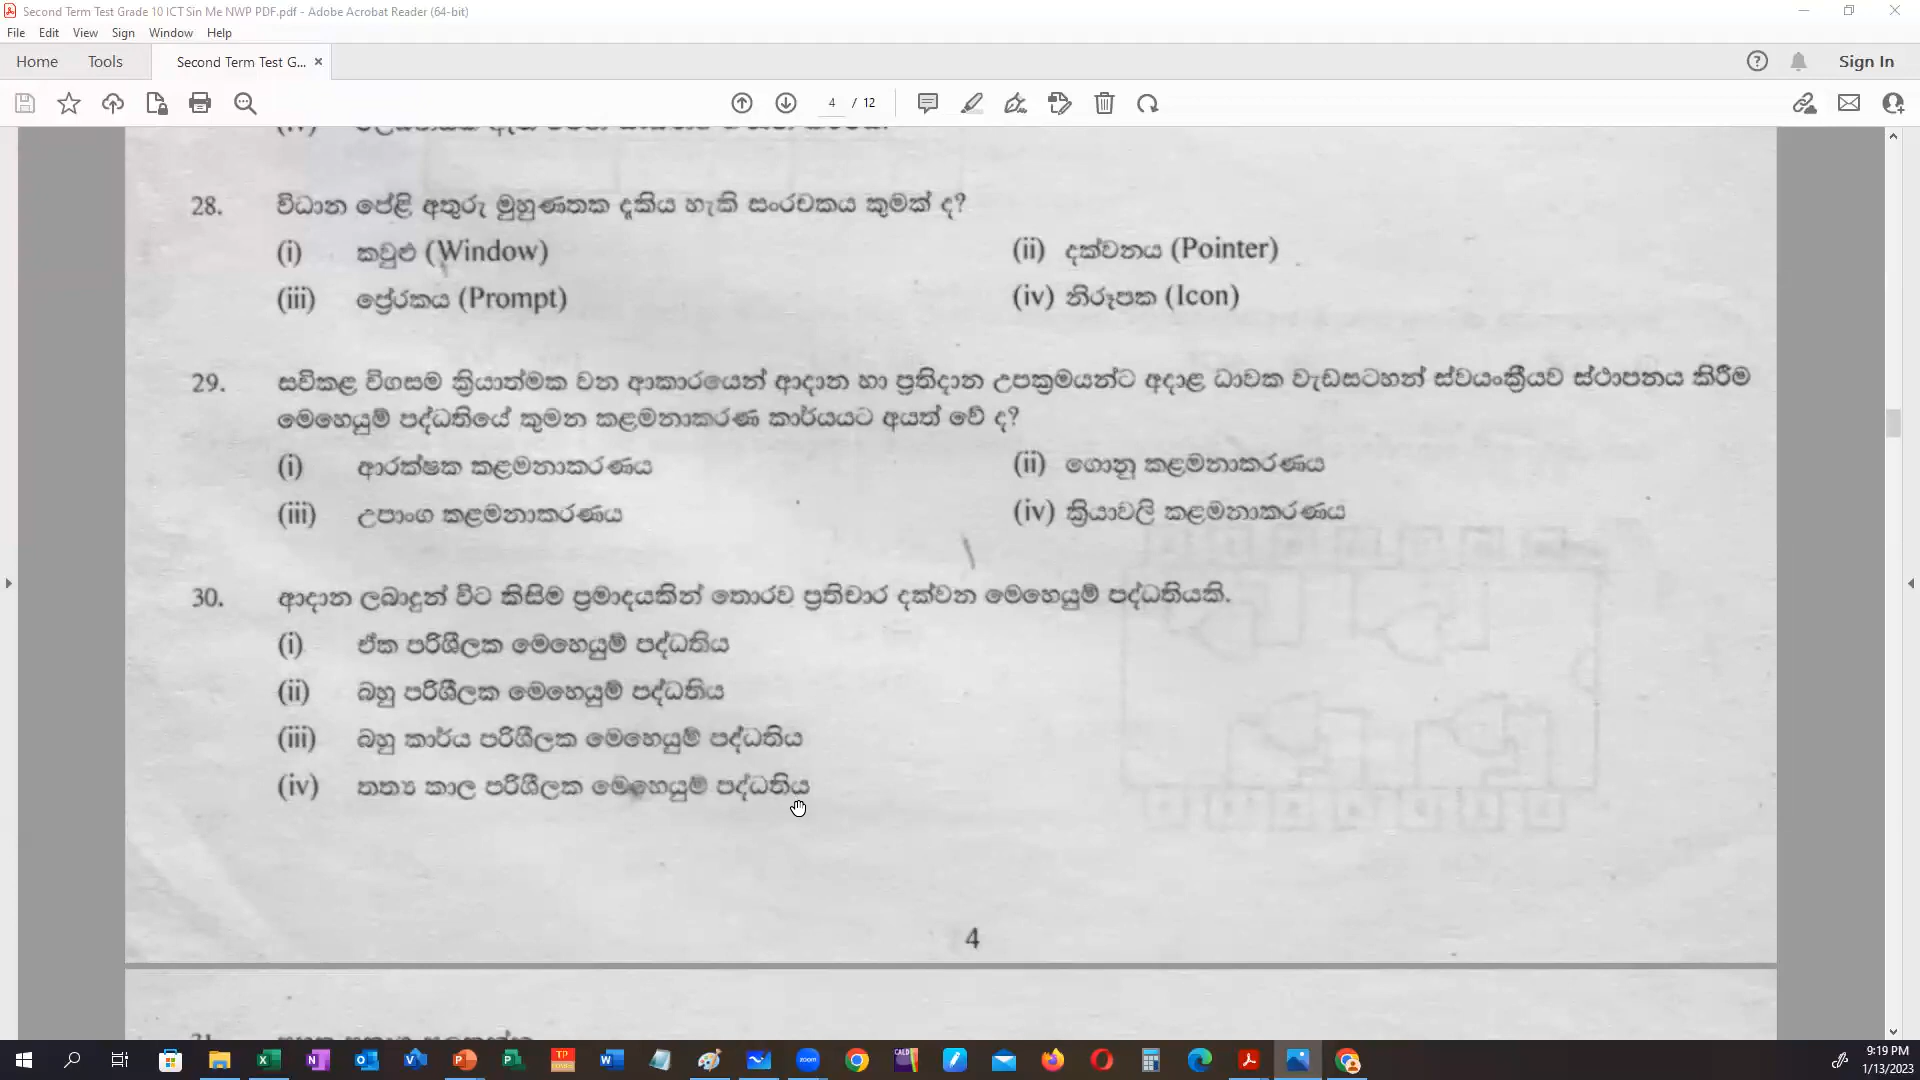 Second Term Test Grade 10 ICT Sin Me NWP PDF.pdf - Adobe Acrobat Reader (64-bit)
File Edit View Sign Window Help
Home Tools Second Term Test G... × Sign In
4 / 12
28. විධාන පේළි අතුරු මුහුණතක දැකිය හැකි සංරචකය කුමක් ද?
(i) කවුළු (Window) (ii) දක්වනය (Pointer)
(iii) ප්‍රේරකය (Prompt) (iv) නිරූපක (Icon)
29. සවිකළ විගසම ක්‍රියාත්මක වන ආකාරයෙන් ආදාන හා ප්‍රතිදාන උපක්‍රමයන්ට අදාළ ධාවක වැඩසටහන් ස්වයංක්‍රීයව ස්ථාපනය කිරීම
මෙහෙයුම් පද්ධතියේ කුමන කළමනාකරණ කාර්යයට අයත් වේ ද?
(i) ආරක්ෂක කළමනාකරණය (ii) ගොනු කළමනාකරණය
(iii) උපාංග කළමනාකරණය (iv) ක්‍රියාවලි කළමනාකරණය
30. ආදාන ලබාදුන් විට කිසිම ප්‍රමාදයකින් තොරව ප්‍රතිචාර දක්වන මෙහෙයුම් පද්ධතියකි.
(i) ඒක පරිශීලක මෙහෙයුම් පද්ධතිය
(ii) බහු පරිශීලක මෙහෙයුම් පද්ධතිය
(iii) බහු කාර්ය පරිශීලක මෙහෙයුම් පද්ධතිය
(iv) තත්‍ය කාල පරිශීලක මෙහෙයුම් පද්ධතිය
4
9:19 PM
1/13/2023